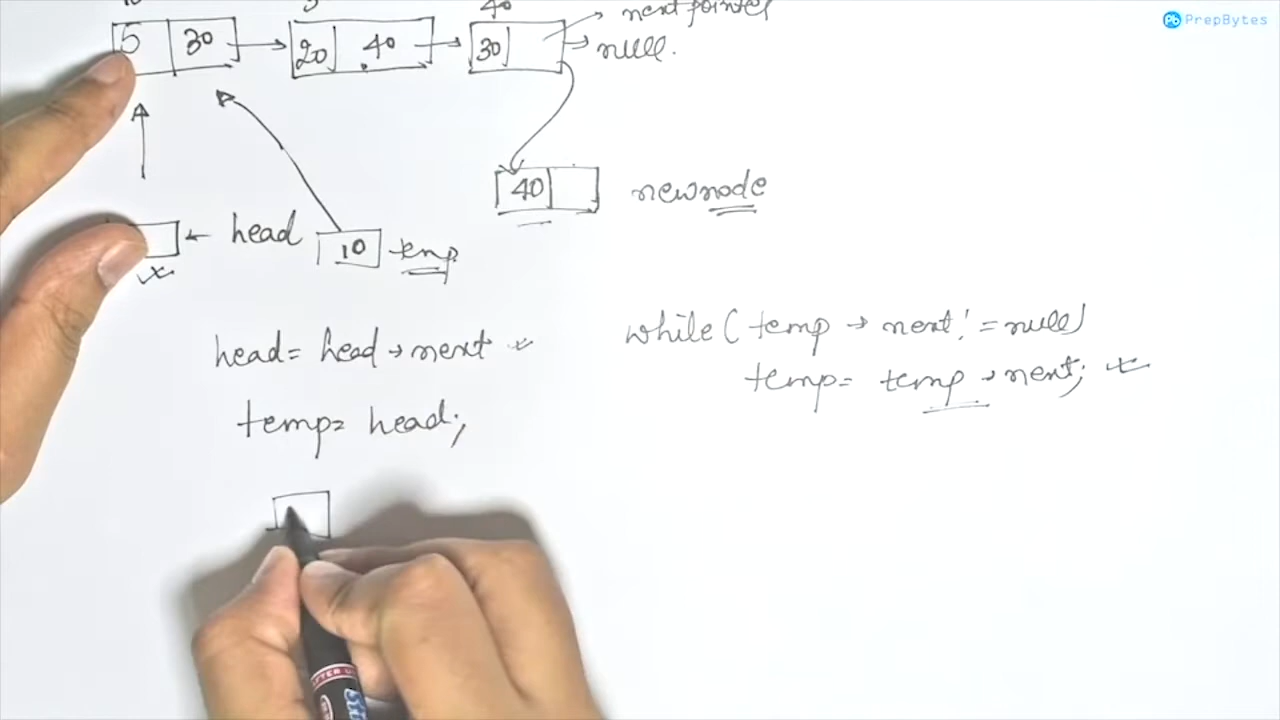 next pointer
PrepBytes
5 30
20 40
30
null.
40 newnode
head 10 temp
head = head → next
while ( temp → next! = null)
temp = temp → next;
temp = head;